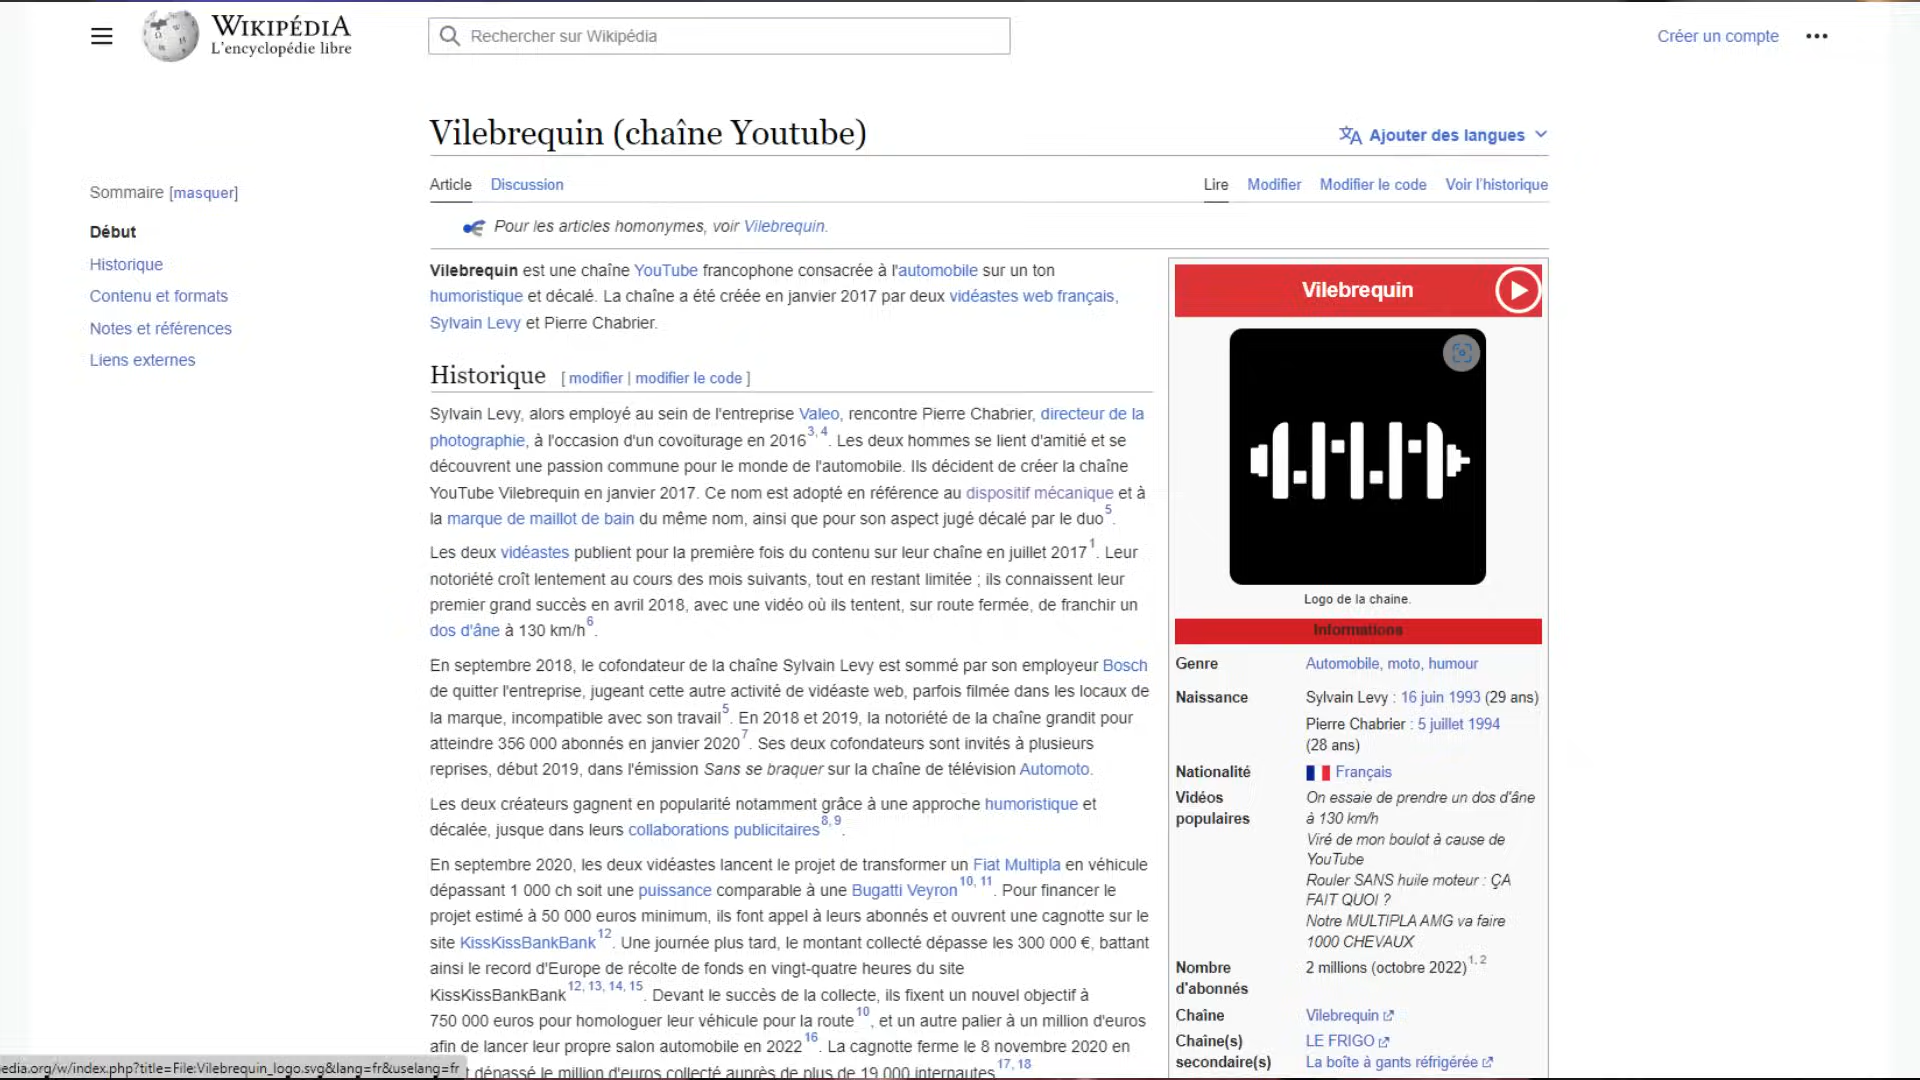 WIKIPÉDIA
L'encyclopédie libre
Rechercher sur Wikipédia
Créer un compte
Vilebrequin (chaîne Youtube)
Ajouter des langues
Article Discussion
Lire Modifier Modifier le code Voir l'historique
Sommaire [masquer]
Début
Historique
Contenu et formats
Notes et références
Liens externes
Pour les articles homonymes, voir Vilebrequin.
Vilebrequin est une chaîne YouTube francophone consacrée à l'automobile sur un ton
humoristique et décalé. La chaîne a été créée en janvier 2017 par deux vidéastes web français,
Sylvain Levy et Pierre Chabrier.
Historique [ modifier | modifier le code ]
Sylvain Levy, alors employé au sein de l'entreprise Valeo, rencontre Pierre Chabrier, directeur de la
photographie, à l'occasion d'un covoiturage en 2016 3, 4. Les deux hommes se lient d'amitié et se
découvrent une passion commune pour le monde de l'automobile. Ils décident de créer la chaîne
YouTube Vilebrequin en janvier 2017. Ce nom est adopté en référence au dispositif mécanique et à
la marque de maillot de bain du même nom, ainsi que pour son aspect jugé décalé par le duo 5.
Les deux vidéastes publient pour la première fois du contenu sur leur chaîne en juillet 2017 1. Leur
notoriété croît lentement au cours des mois suivants, tout en restant limitée ; ils connaissent leur
premier grand succès en avril 2018, avec une vidéo où ils tentent, sur route fermée, de franchir un
dos d'âne à 130 km/h 6.
En septembre 2018, le cofondateur de la chaîne Sylvain Levy est sommé par son employeur Bosch
de quitter l'entreprise, jugeant cette autre activité de vidéaste web, parfois filmée dans les locaux de
la marque, incompatible avec son travail 5. En 2018 et 2019, la notoriété de la chaîne grandit pour
atteindre 356 000 abonnés en janvier 2020 7. Ses deux cofondateurs sont invités à plusieurs
reprises, début 2019, dans l'émission Sans se braquer sur la chaîne de télévision Automoto.
Les deux créateurs gagnent en popularité notamment grâce à une approche humoristique et
décalée, jusque dans leurs collaborations publicitaires 8, 9.
En septembre 2020, les deux vidéastes lancent le projet de transformer un Fiat Multipla en véhicule
dépassant 1 000 ch soit une puissance comparable à une Bugatti Veyron 10, 11. Pour financer le
projet estimé à 50 000 euros minimum, ils font appel à leurs abonnés et ouvrent une cagnotte sur le
site KissKissBankBank 12. Une journée plus tard, le montant collecté dépasse les 300 000 €, battant
ainsi le record d'Europe de récolte de fonds en vingt-quatre heures du site
KissKissBankBank 12, 13, 14, 15. Devant le succès de la collecte, ils fixent un nouvel objectif à
750 000 euros pour homologuer leur véhicule pour la route 10, et un autre palier à un million d'euros
afin de lancer leur propre salon automobile en 2022 16. La cagnotte ferme le 8 novembre 2020 en
t dépassé le million d'euros collecté auprès de plus de 19 000 internautes 17, 18
Vilebrequin
Logo de la chaine.
Informations
Genre Automobile, moto, humour
Naissance Sylvain Levy : 16 juin 1993 (29 ans)
Pierre Chabrier : 5 juillet 1994
(28 ans)
Nationalité Français
Vidéos On essaie de prendre un dos d'âne
populaires à 130 km/h
Viré de mon boulot à cause de
YouTube
Rouler SANS huile moteur : ÇA
FAIT QUOI ?
Notre MULTIPLA AMG va faire
1000 CHEVAUX
Nombre 2 millions (octobre 2022) 1, 2
d'abonnés
Chaîne Vilebrequin
Chaîne(s) LE FRIGO
secondaire(s) La boîte à gants réfrigérée
edia.org/w/index.php?title=File:Vilebrequin_logo.svg&lang=fr&uselang=fr